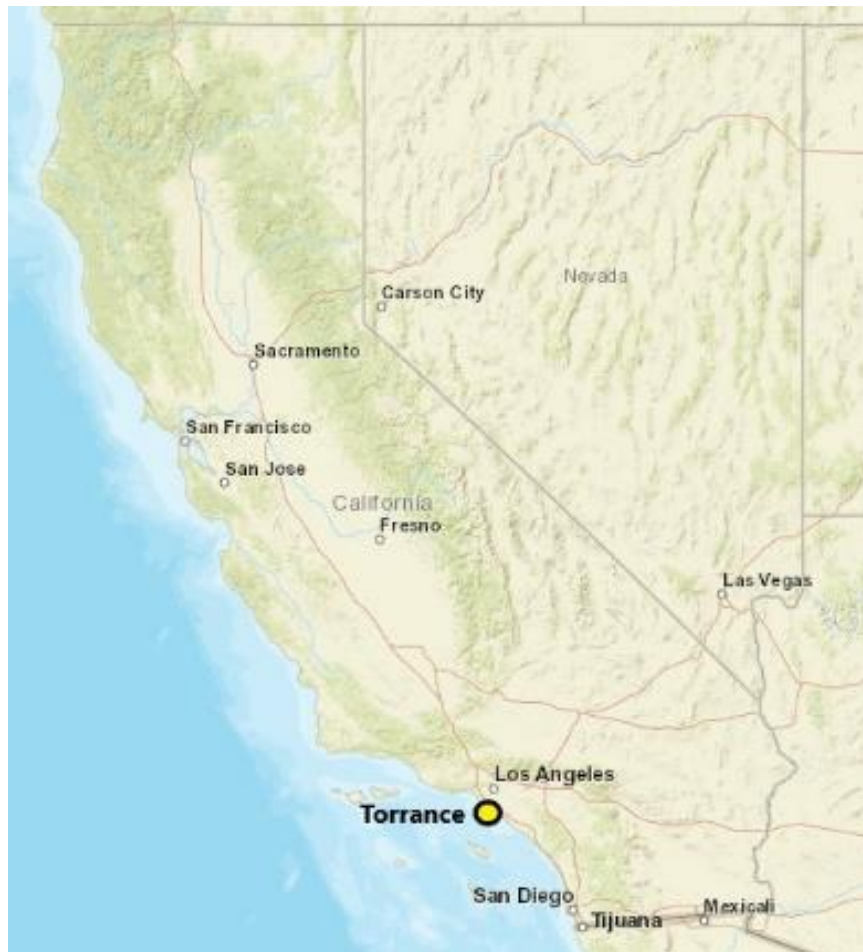 Carson City
Nevada
Sacramento
San Francisco
San Jose
California
Fresno
Las Vegas
Los Angeles
Torrance
San Diego
Tijuana
Mexicali